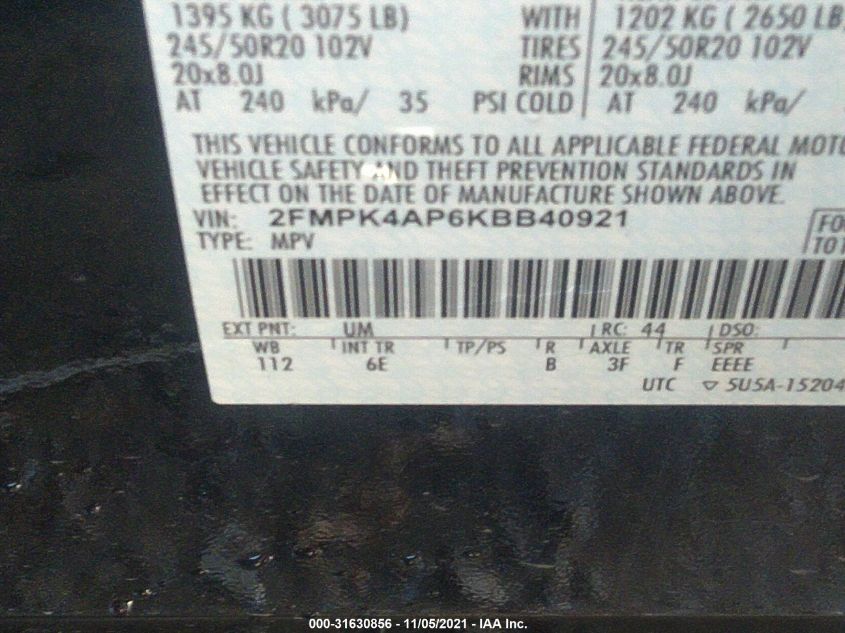 1395 KG ( 3075 LB) WITH 1202 KG ( 2650 LB)
245/50R20 102V TIRES 245/50R20 102V
20x8.0J RIMS 20x8.0J
AT 240 kPa/ 35 PSI COLD AT 240 kPa/
THIS VEHICLE CONFORMS TO ALL APPLICABLE FEDERAL MOTO
VEHICLE SAFETY AND THEFT PREVENTION STANDARDS IN
EFFECT ON THE DATE OF MANUFACTURE SHOWN ABOVE.
VIN: 2FMPK4AP6KBB40921 FO
TYPE: MPV TO1
EXT PNT: UM RC: 44 DSO:
WB INT TR TP/PS R AXLE TR SPR
112 6E B 3F F EEEE
UTC ▽ 5U5A-15204
000-31630856 - 11/05/2021 - IAA Inc.